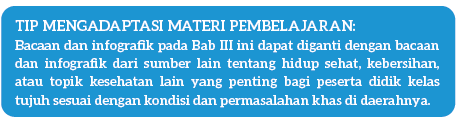 TIP MENGADAPTASI MATERI PEMBELAJARAN:
Bacaan dan infografik pada Bab III ini dapat diganti dengan bacaan
dan infografik dari sumber lain tentang hidup sehat, kebersihan,
atau topik kesehatan lain yang penting bagi peserta didik kelas
tujuh sesuai dengan kondisi dan permasalahan khas di daerahnya.